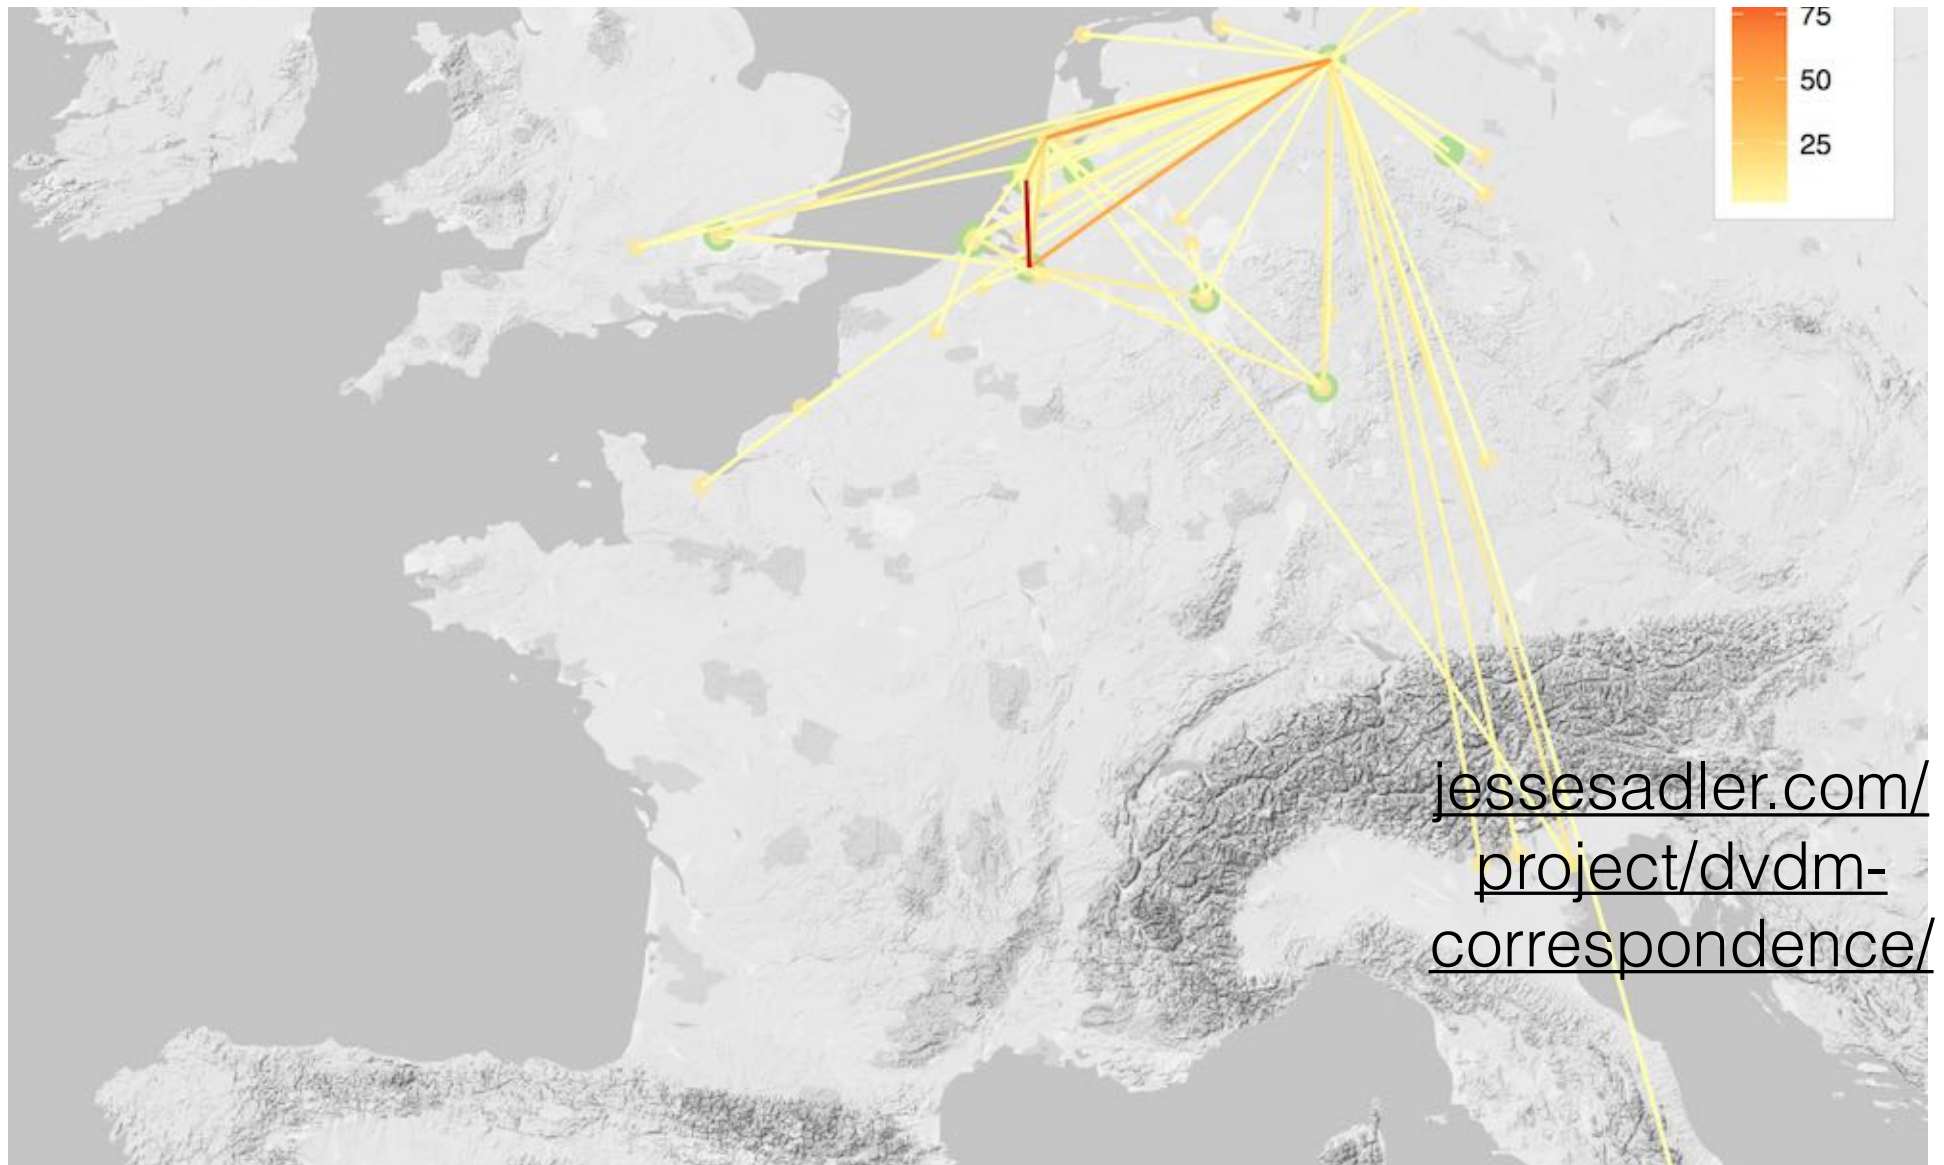 75
50
25
jessesadler.com/
project/dvdm-
correspondence/